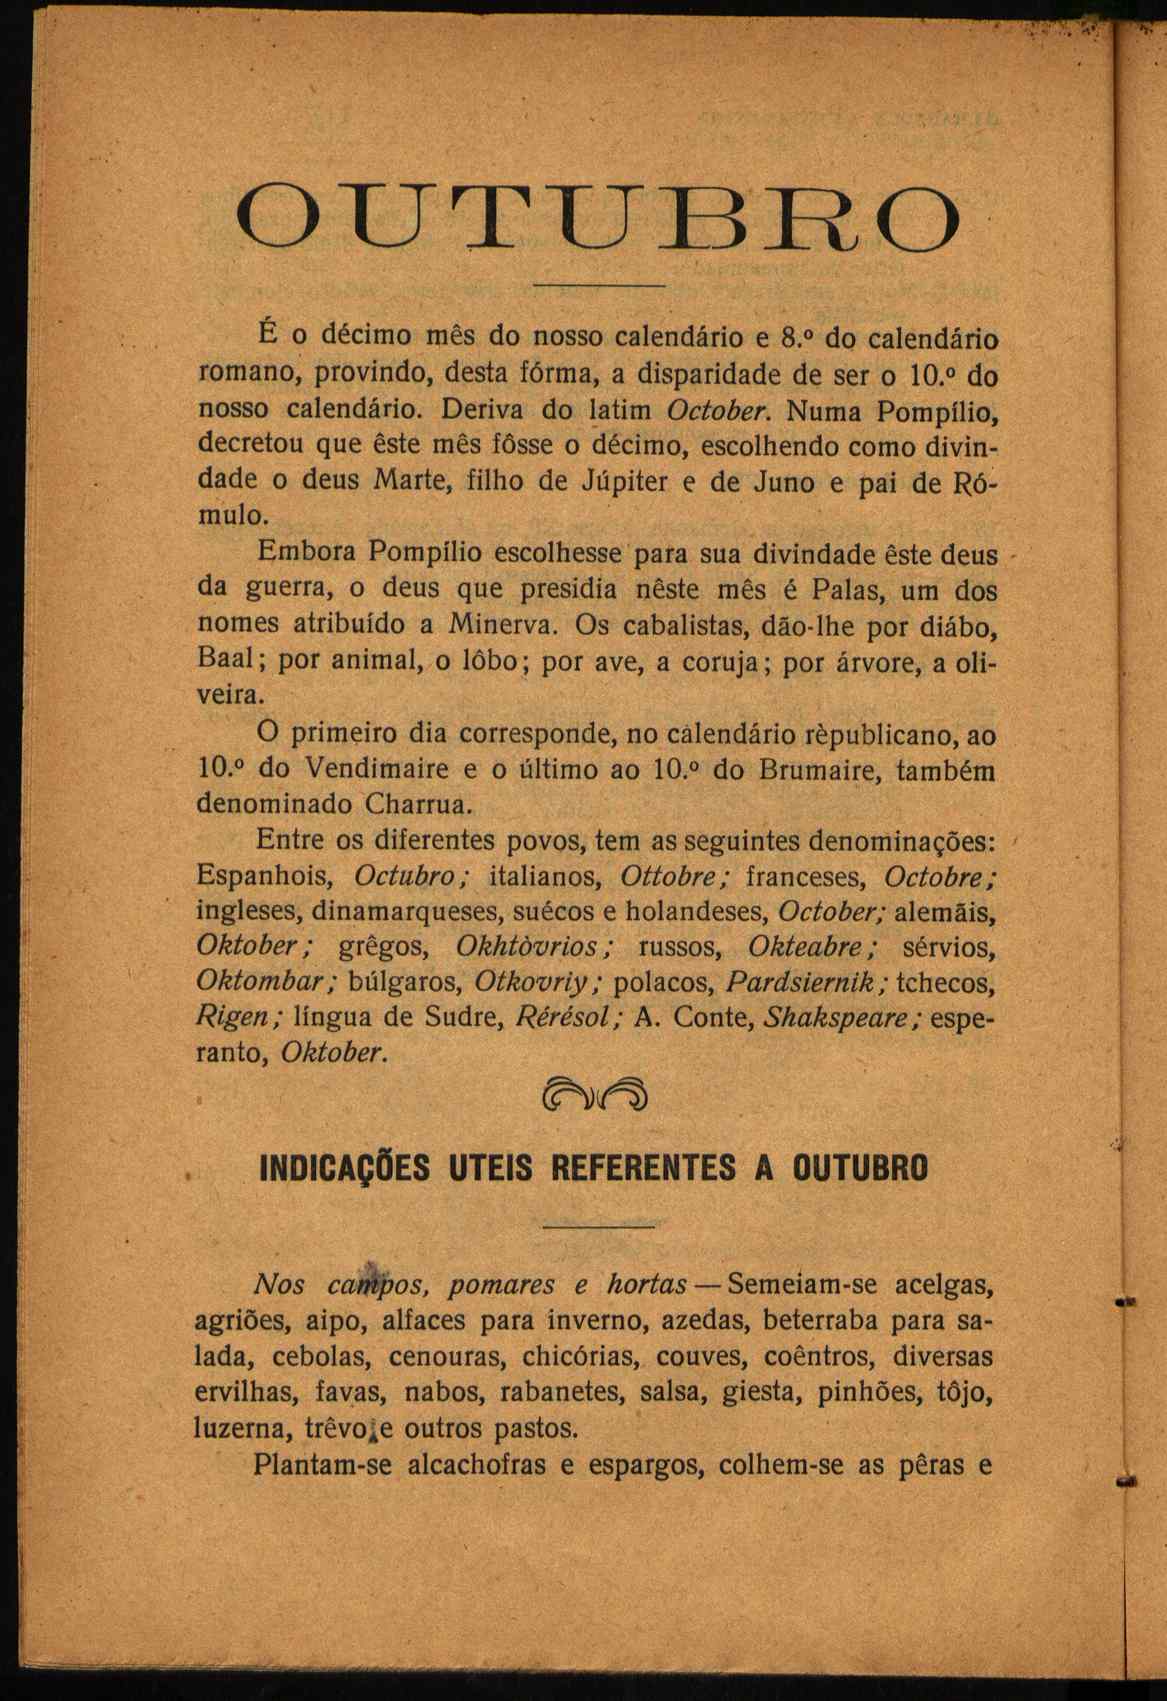 OUTUBRO
É o décimo mês do nosso calendário e 8.º do calendário
romano, provindo, desta fórma, a disparidade de ser o 10.º do
nosso calendário. Deriva do latim October. Numa Pompílio,
decretou que êste mês fôsse o décimo, escolhendo como divin-
dade o deus Marte, filho de Júpiter e de Juno e pai de Ró-
mulo.
Embora Pompílio escolhesse para sua divindade êste deus
da guerra, o deus que presidia nêste mês é Palas, um dos
nomes atribuído a Minerva. Os cabalistas, dão-lhe por diábo,
Baal; por animal, o lôbo; por ave, a coruja; por árvore, a oli-
veira.
O primeiro dia corresponde, no calendário rèpublicano, ao
10.º do Vendimaire e o último ao 10.º do Brumaire, também
denominado Charrua.
Entre os diferentes povos, tem as seguintes denominações:
Espanhois, Octubro; italianos, Ottobre; franceses, Octobre;
ingleses, dinamarqueses, suécos e holandeses, October; alemãis,
Oktober; grêgos, Okhtòvrios; russos, Okteabre; sérvios,
Oktombar; búlgaros, Otkovriy; polacos, Pardsiernik; tchecos,
Rigen; língua de Sudre, Rérésol; A. Conte, Shakspeare; espe-
ranto, Oktober.
INDICAÇÕES UTEIS REFERENTES A OUTUBRO
Nos campos, pomares e hortas — Semeiam-se acelgas,
agriões, aipo, alfaces para inverno, azedas, beterraba para sa-
lada, cebolas, cenouras, chicórias, couves, coêntros, diversas
ervilhas, favas, nabos, rabanetes, salsa, giesta, pinhões, tôjo,
luzerna, trêvo e outros pastos.
Plantam-se alcachofras e espargos, colhem-se as pêras e